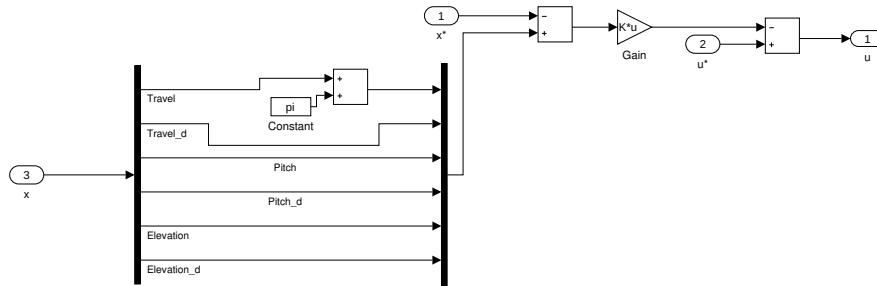 1
x*
−
+
K*u
Gain
2
u*
−
+
1
u
Travel
+
+
pi
Constant
Travel_d
Pitch
3
x
Pitch_d
Elevation
Elevation_d